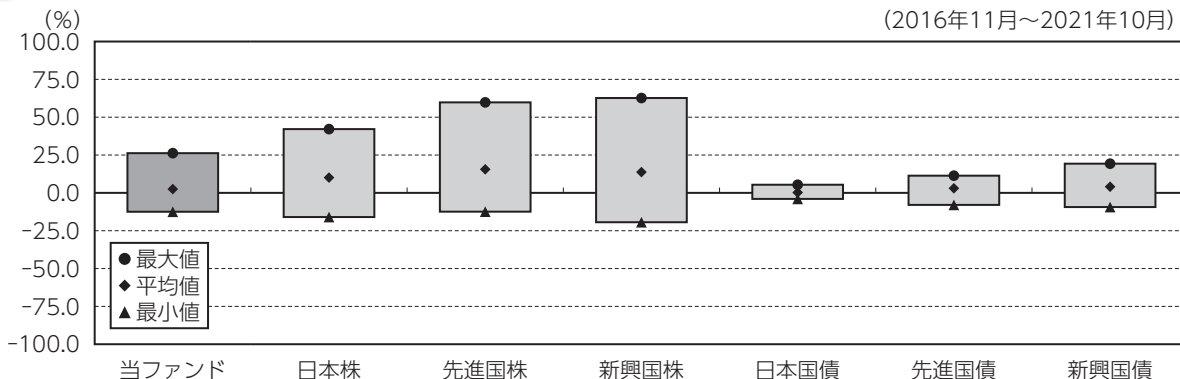 (%)
(2016年11月～2021年10月)
100.0
75.0
50.0
25.0
0.0
-25.0
-50.0
-75.0
-100.0
● 最大値
◆ 平均値
▲ 最小値
当ファンド 日本株 先進国株 新興国株 日本国債 先進国債 新興国債